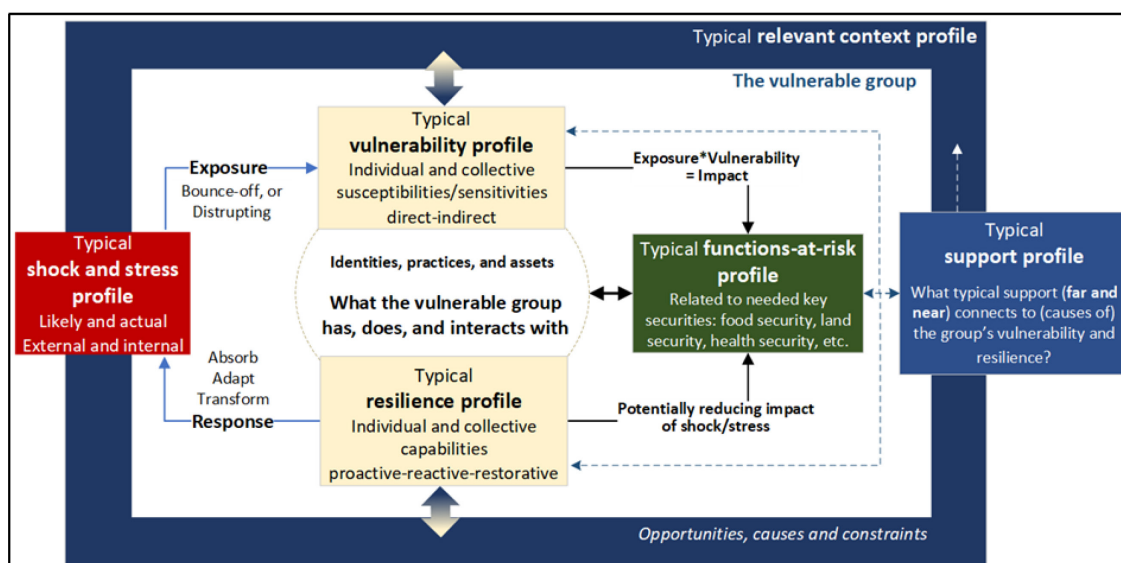 Typical relevant context profile
The vulnerable group
Typical
vulnerability profile
Individual and collective
susceptibilities/sensitivities
direct-indirect
Exposure
Bounce-off, or
Distrupting
Exposure*Vulnerability
= Impact
Typical
shock and stress
profile
Likely and actual
External and internal
Identities, practices, and assets
What the vulnerable group
has, does, and interacts with
Typical functions-at-risk
profile
Related to needed key
securities: food security, land
security, health security, etc.
Typical
support profile
What typical support (far and
near) connects to (causes of)
the group's vulnerability and
resilience?
Absorb
Adapt
Transform
Response
Typical
resilience profile
Individual and collective
capabilities
proactive-reactive-restorative
Potentially reducing impact
of shock/stress
Opportunities, causes and constraints